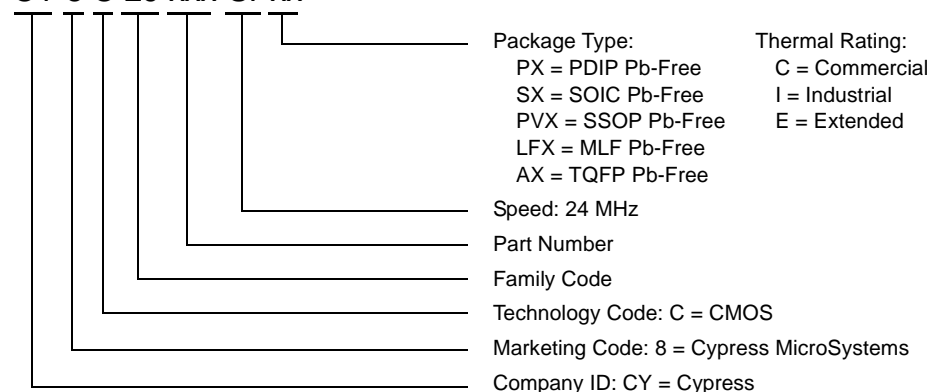 Package Type:
PX = PDIP Pb-Free
SX = SOIC Pb-Free
PVX = SSOP Pb-Free
LFX = MLF Pb-Free
AX = TQFP Pb-Free
Thermal Rating:
C = Commercial
I = Industrial
E = Extended
Speed: 24 MHz
Part Number
Family Code
Technology Code: C = CMOS
Marketing Code: 8 = Cypress MicroSystems
Company ID: CY = Cypress